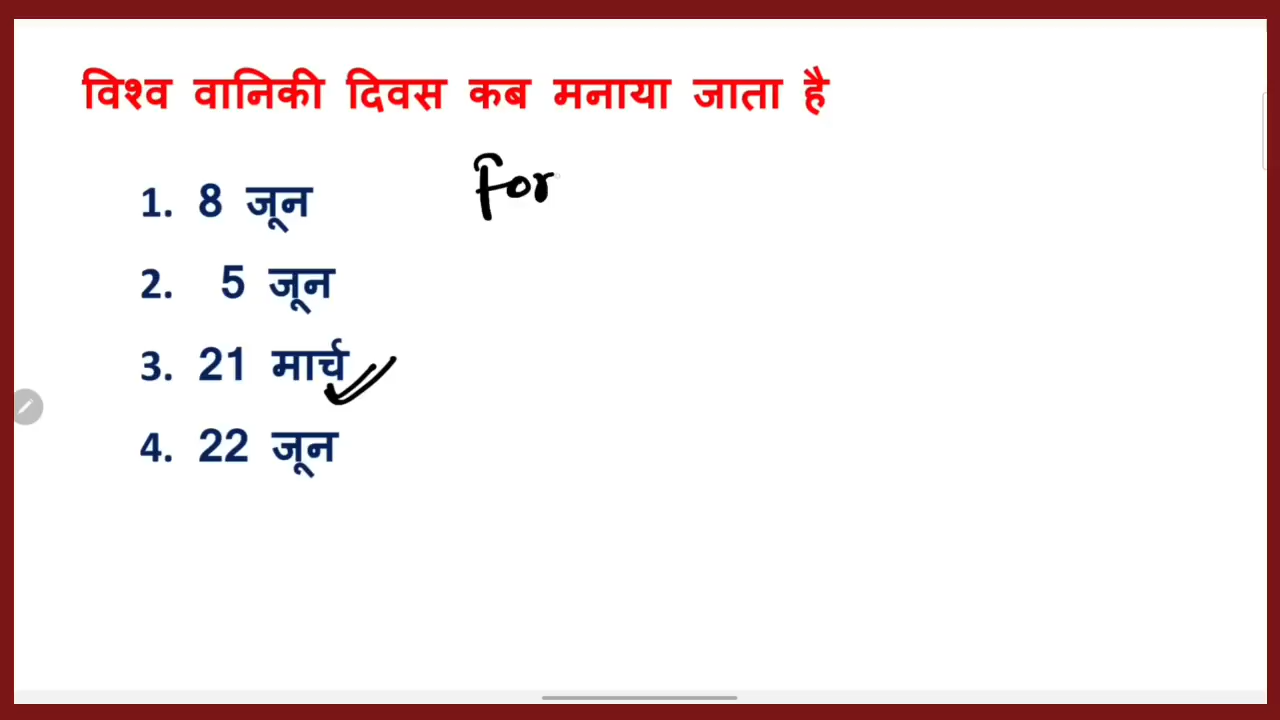 विश्व वानिकी दिवस कब मनाया जाता है
1. 8 जून
For
2. 5 जून
3. 21 मार्च
4. 22 जून